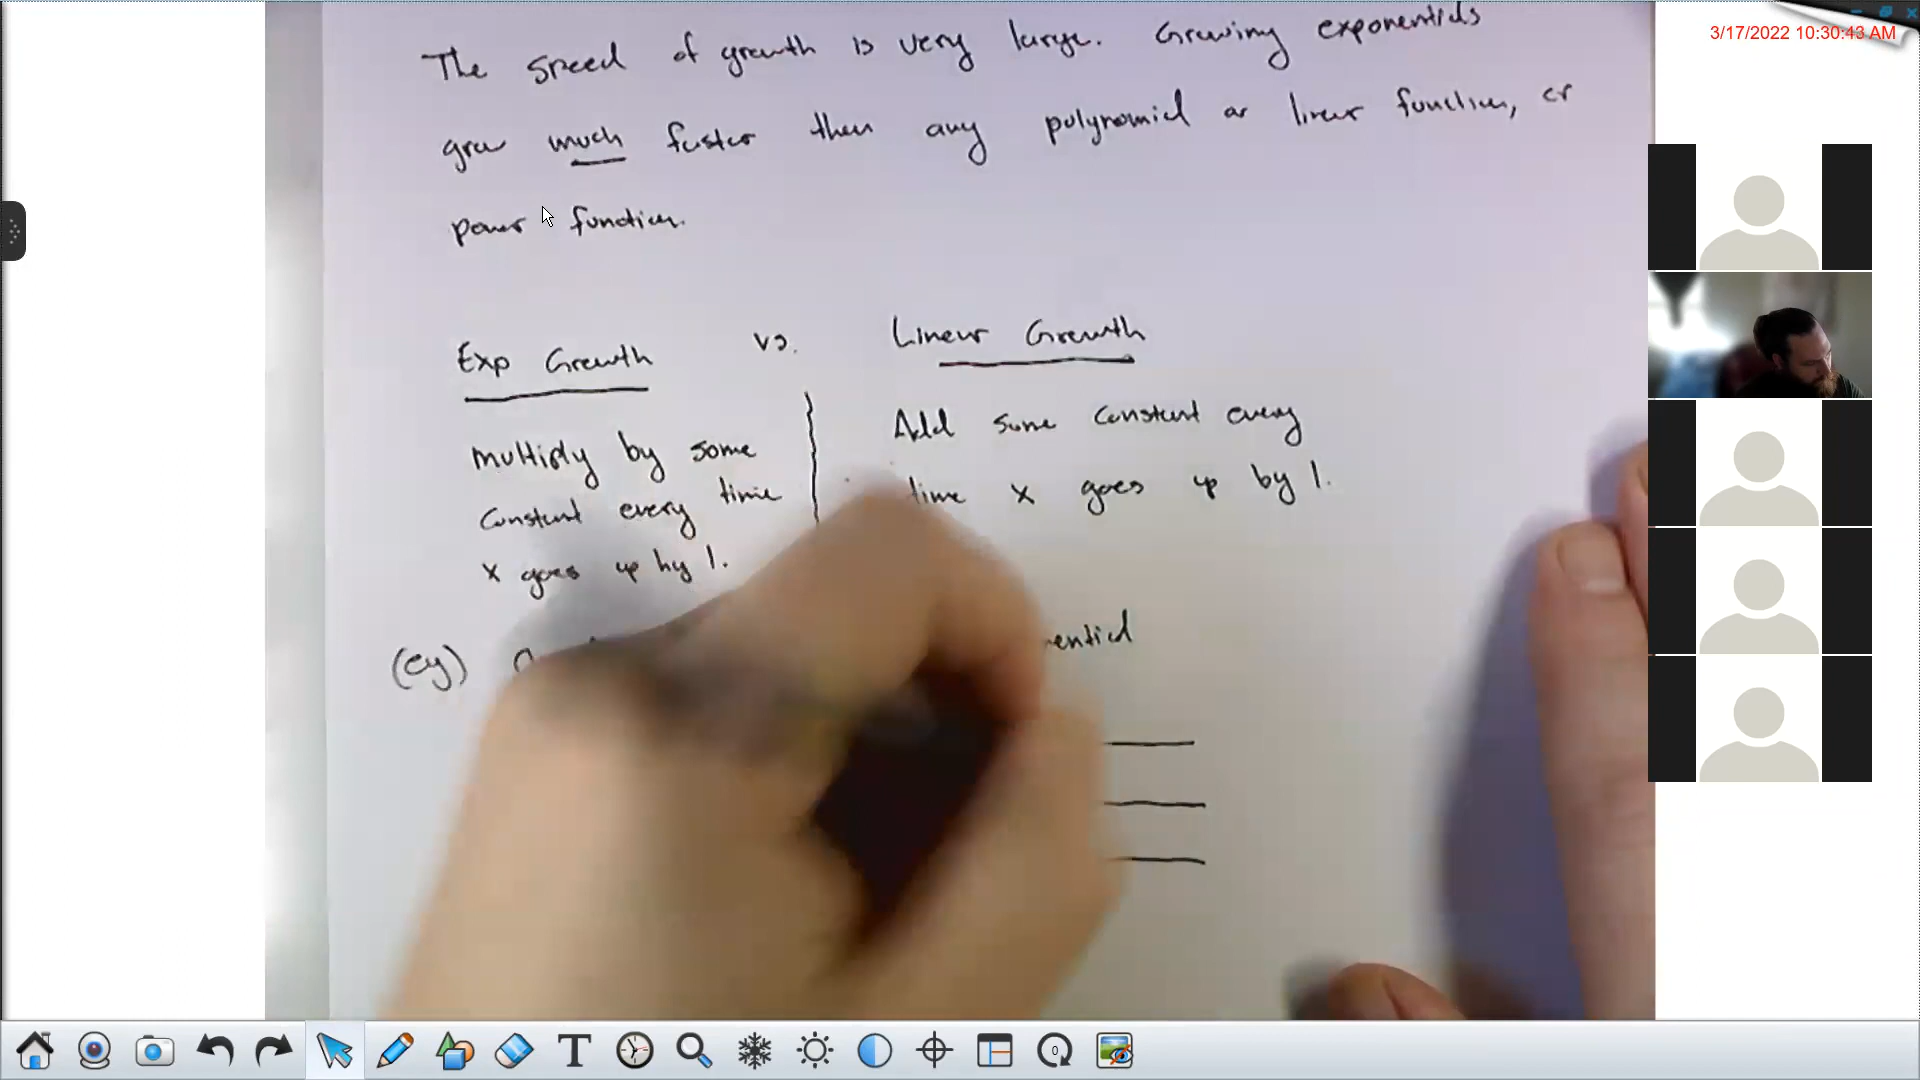 3/17/2022 10:30:43 AM
The speed of growth is very large. Growing exponentials
grow much faster then any polynomial or linear function, or
power function.
Exp Growth vs. Linear Growth
multiply by some
constant every time
x goes up by 1.
Add some constant every
time x goes up by 1.
(eg)
T
0